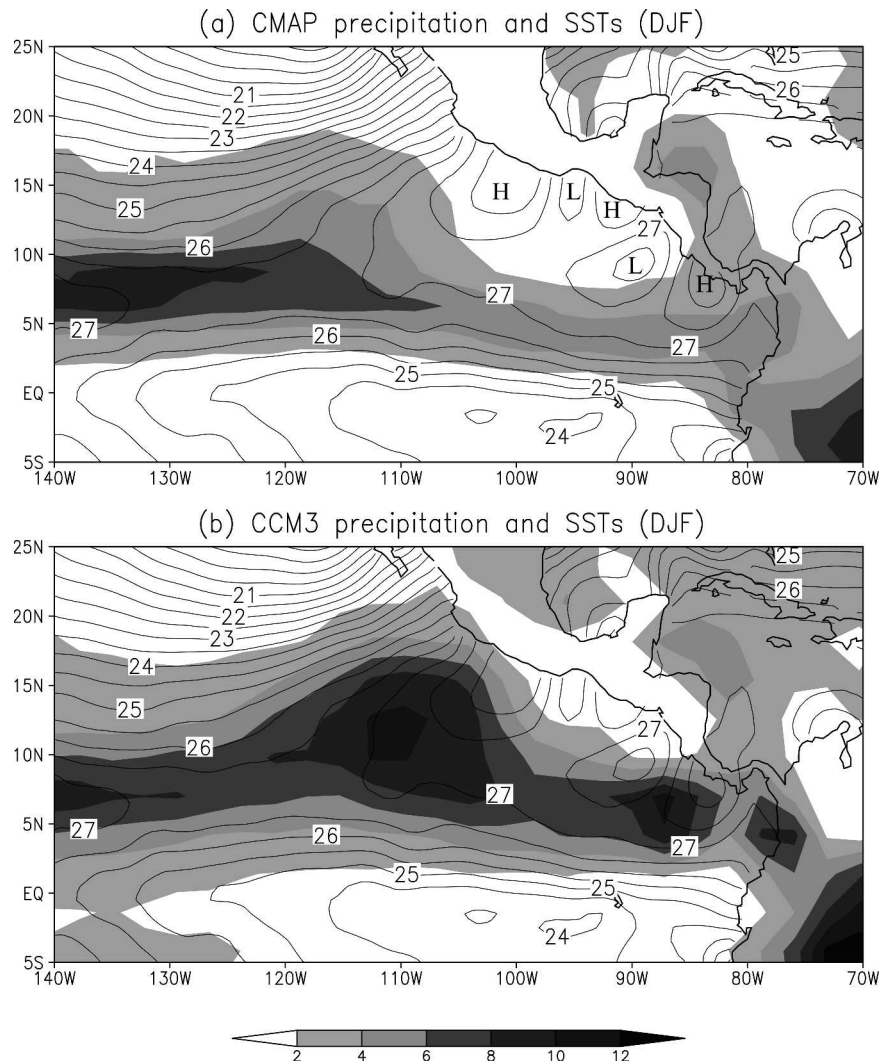 (a) CMAP precipitation and SSTs (DJF)
25N
25
21
26
20N
22
23
24
15N
H
L
H
25
27
10N
26
L
H
27
5N
27
26
27
25
25
EQ
24
5S
140W 130W 120W 110W 100W 90W 80W 70W
(b) CCM3 precipitation and SSTs (DJF)
25N
25
21
26
20N
22
23
24
15N
25
27
10N
26
27
5N
27
26
27
25
25
EQ
24
5S
140W 130W 120W 110W 100W 90W 80W 70W
2 4 6 8 10 12